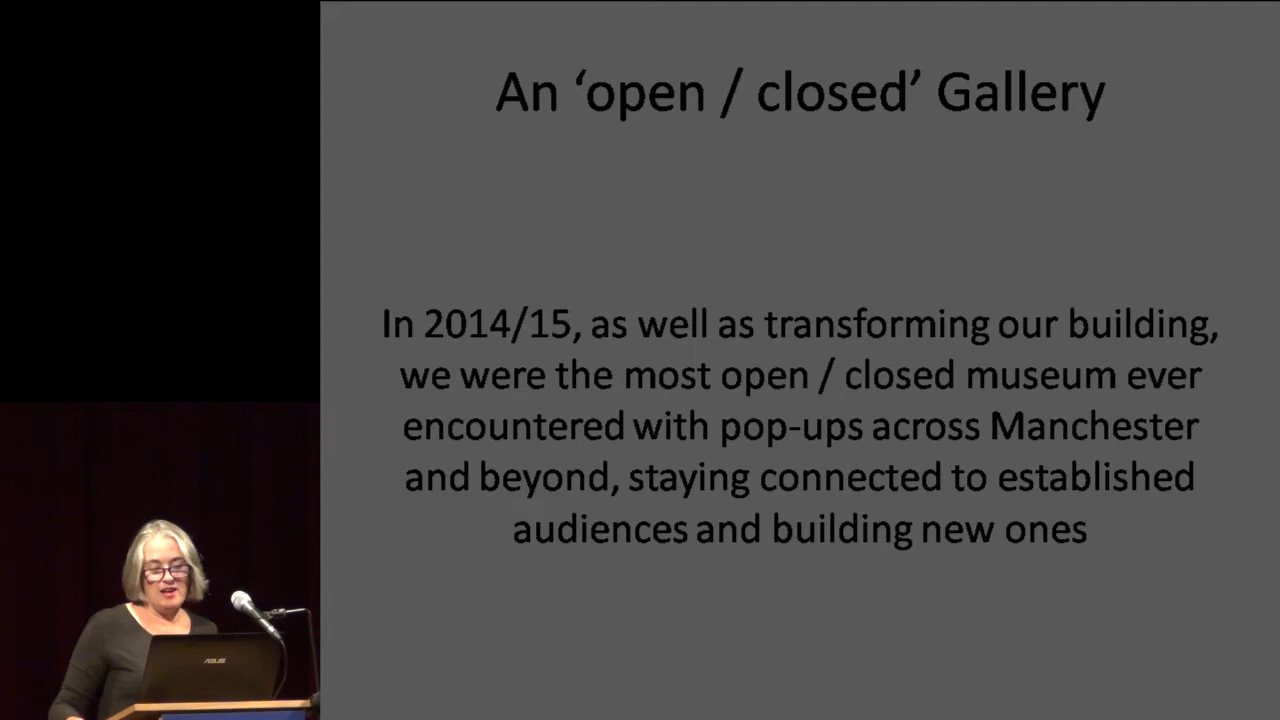 An ‘open / closed’ Gallery
In 2014/15, as well as transforming our building,
we were the most open / closed museum ever
encountered with pop-ups across Manchester
and beyond, staying connected to established
audiences and building new ones
ASUS